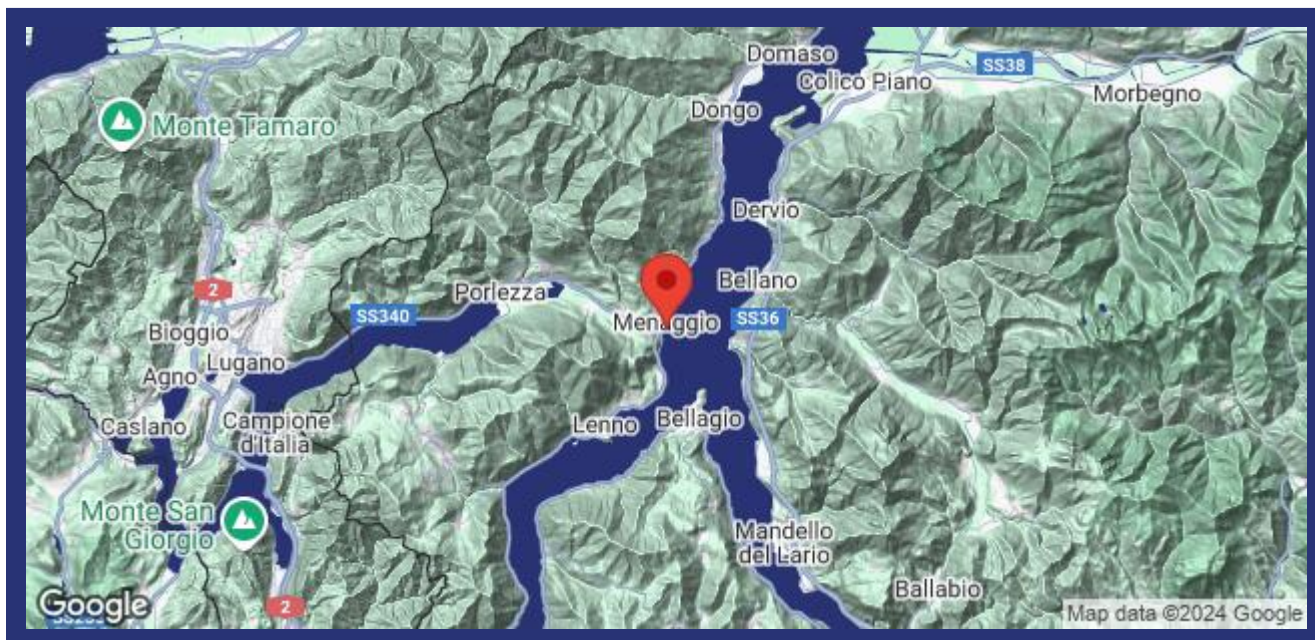 Domaso
SS38
Colico Piano
Morbegno
Dongo
Monte Tamaro
Dervio
Bellano
2
Porlezza
SS340
Menaggio
SS36
Bioggio
Lugano
Agno
Caslano
Campione
d'Italia
Lenno
Bellagio
Monte San
Giorgio
Mandello
del Lario
Ballabio
2
Google
Map data ©2024 Google